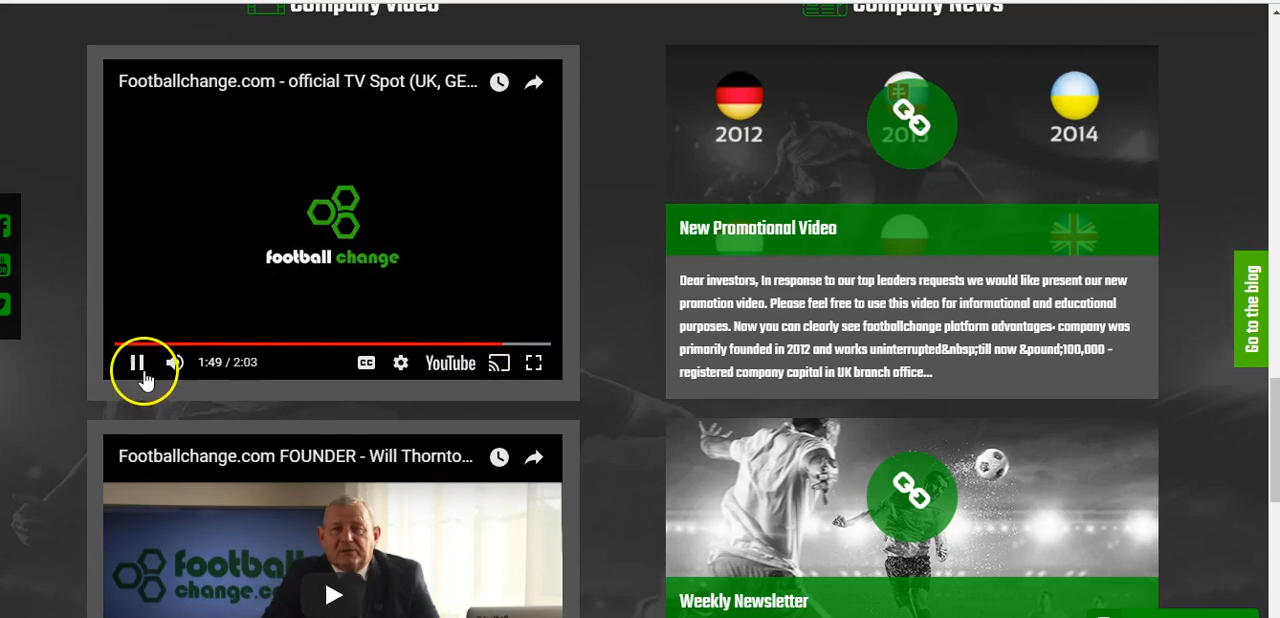 Company Video
Company News
Footballchange.com - official TV Spot (UK, GE...
football change
1:49 / 2:03
CC
YouTube
2012
2014
New Promotional Video
Dear investors, In response to our top leaders requests we would like present our new
promotion video. Please feel free to use this video for informational and educational
purposes. Now you can clearly see footballchange platform advantages• company was
primarily founded in 2012 and works uninterrupted&nbsp;till now &pound;100,000 -
registered company capital in UK branch office...
Go to the blog
Footballchange.com FOUNDER - Will Thornto...
football
change.c
Weekly Newsletter